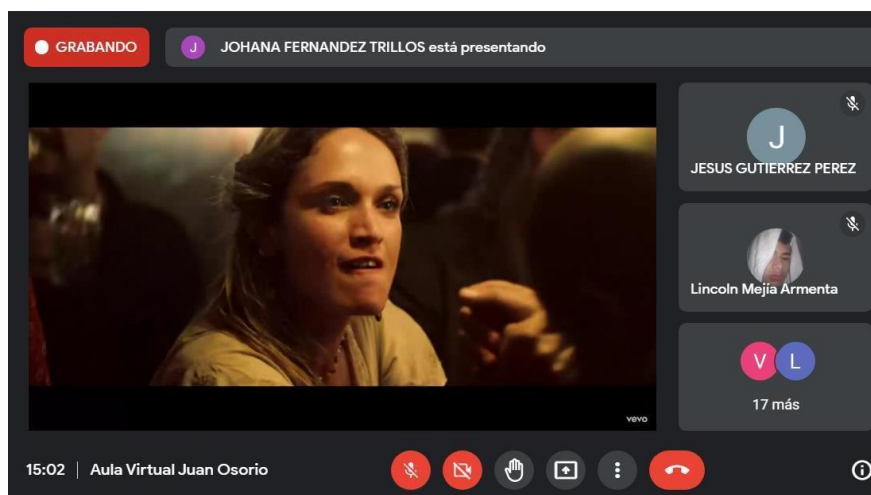 GRABANDO
J
JOHANA FERNANDEZ TRILLOS está presentando
J
JESUS GUTIERREZ PEREZ
Lincoln Mejía Armenta
V L
17 más
vevo
15:02 | Aula Virtual Juan Osorio